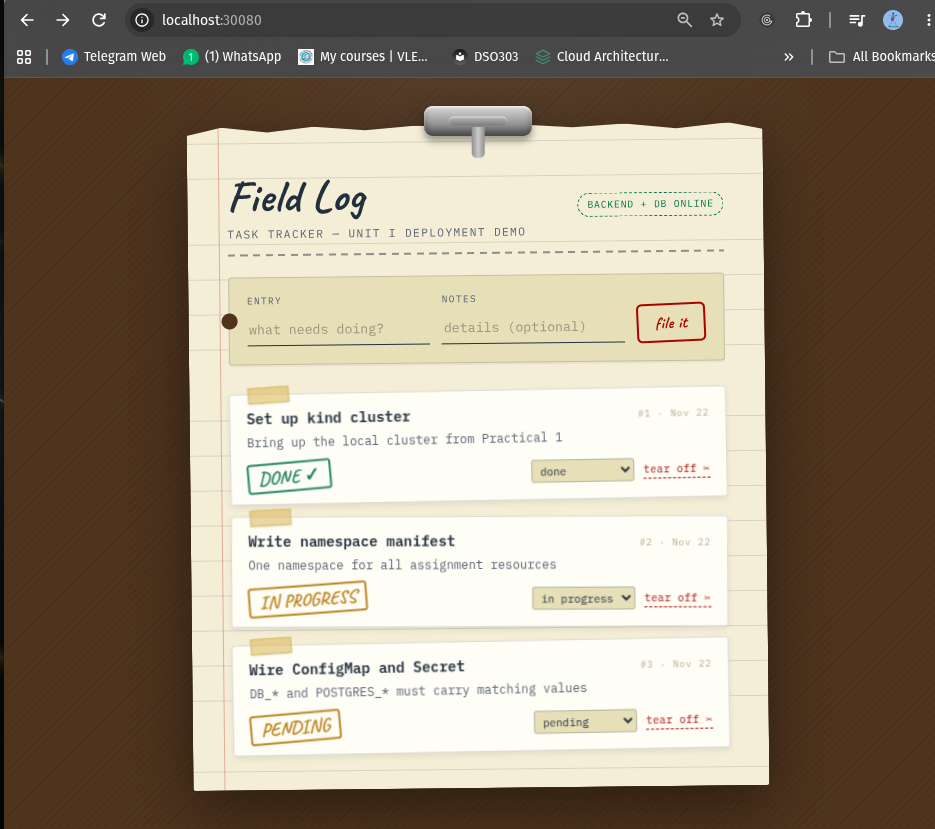 localhost:30080
Telegram Web
(1) WhatsApp
My courses | VLE...
DSO303
Cloud Architectur...
»
All Bookmarks
Field Log
BACKEND + DB ONLINE
TASK TRACKER — UNIT I DEPLOYMENT DEMO
ENTRY
NOTES
what needs doing?
details (optional)
file it
Set up kind cluster
#1 · Nov 22
Bring up the local cluster from Practical 1
DONE ✓
done
tear off ✂
Write namespace manifest
#2 · Nov 22
One namespace for all assignment resources
IN PROGRESS
in progress
tear off ✂
Wire ConfigMap and Secret
#3 · Nov 22
DB_* and POSTGRES_* must carry matching values
PENDING
pending
tear off ✂